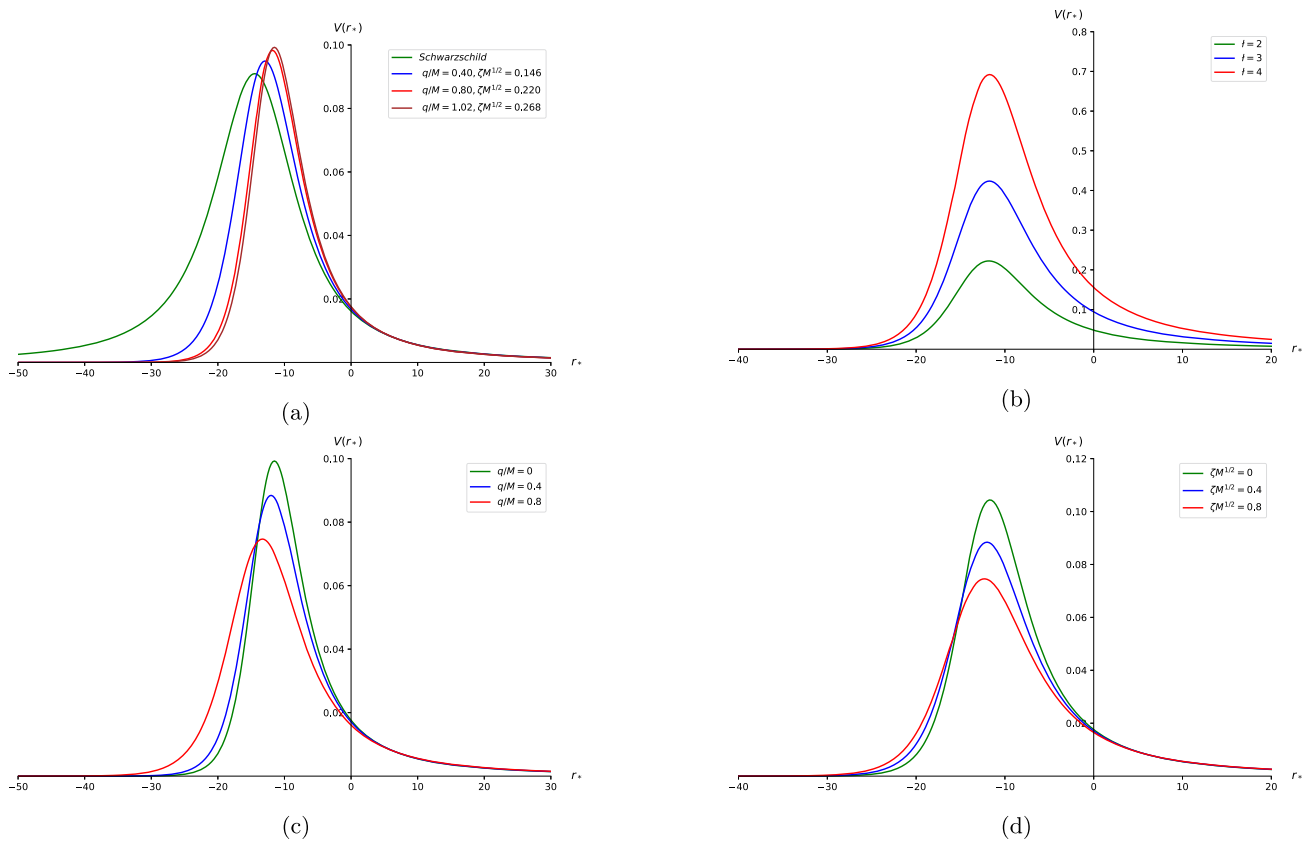 V(r*)
0.10
0.08
0.06
0.04
0.02
−50 −40 −30 −20 −10 0 10 20 30 r*
Schwarzschild
q/M = 0.40, ζM^1/2 = 0.146
q/M = 0.80, ζM^1/2 = 0.220
q/M = 1.02, ζM^1/2 = 0.268
(a)
V(r*)
0.8
0.7
0.6
0.5
0.4
0.3
0.2
0.1
−40 −30 −20 −10 0 10 20 r*
l = 2
l = 3
l = 4
(b)
V(r*)
0.10
0.08
0.06
0.04
0.02
−50 −40 −30 −20 −10 0 10 20 30 r*
q/M = 0
q/M = 0.4
q/M = 0.8
(c)
V(r*)
0.12
0.10
0.08
0.06
0.04
0.02
−40 −30 −20 −10 0 10 20 r*
ζM^1/2 = 0
ζM^1/2 = 0.4
ζM^1/2 = 0.8
(d)